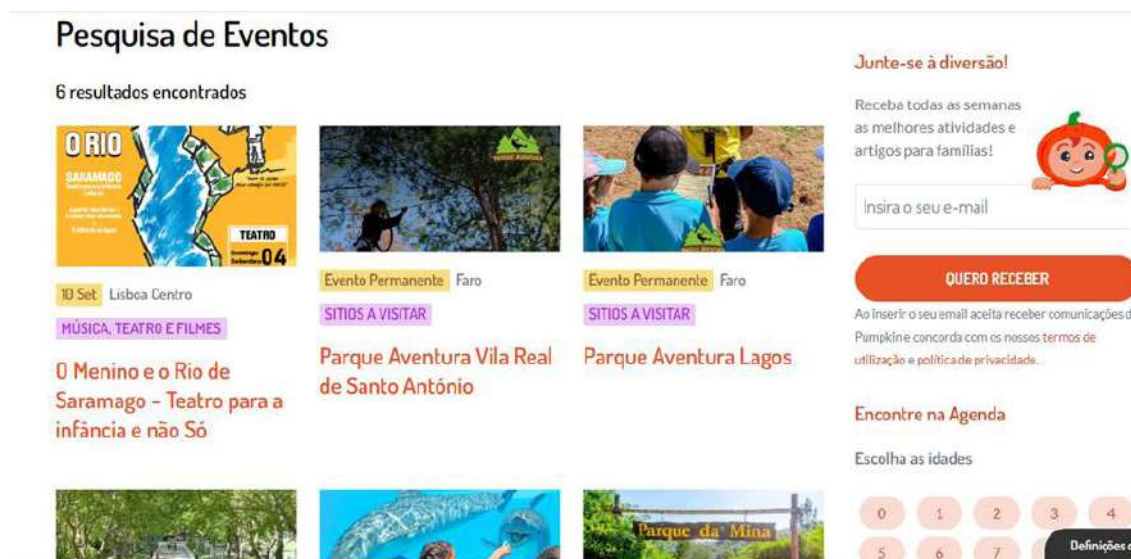 Pesquisa de Eventos
6 resultados encontrados
O RIO
SARAMAGO
TEATRO
04
10 Set Lisboa Centro
MÚSICA, TEATRO E FILMES
O Menino e o Rio de
Saramago – Teatro para a
infância e não Só
Evento Permanente Faro
SITIOS A VISITAR
Parque Aventura Vila Real
de Santo António
Evento Permanente Faro
SITIOS A VISITAR
Parque Aventura Lagos
Parque da Mina
Junte-se à diversão!
Receba todas as semanas
as melhores atividades e
artigos para famílias!
Insira o seu e-mail
QUERO RECEBER
Ao inserir o seu email aceita receber comunicações d
Pumpkin e concorda com os nossos termos de
utilização e política de privacidade.
Encontre na Agenda
Escolha as idades
0 1 2 3 4
5 6 7
Definições